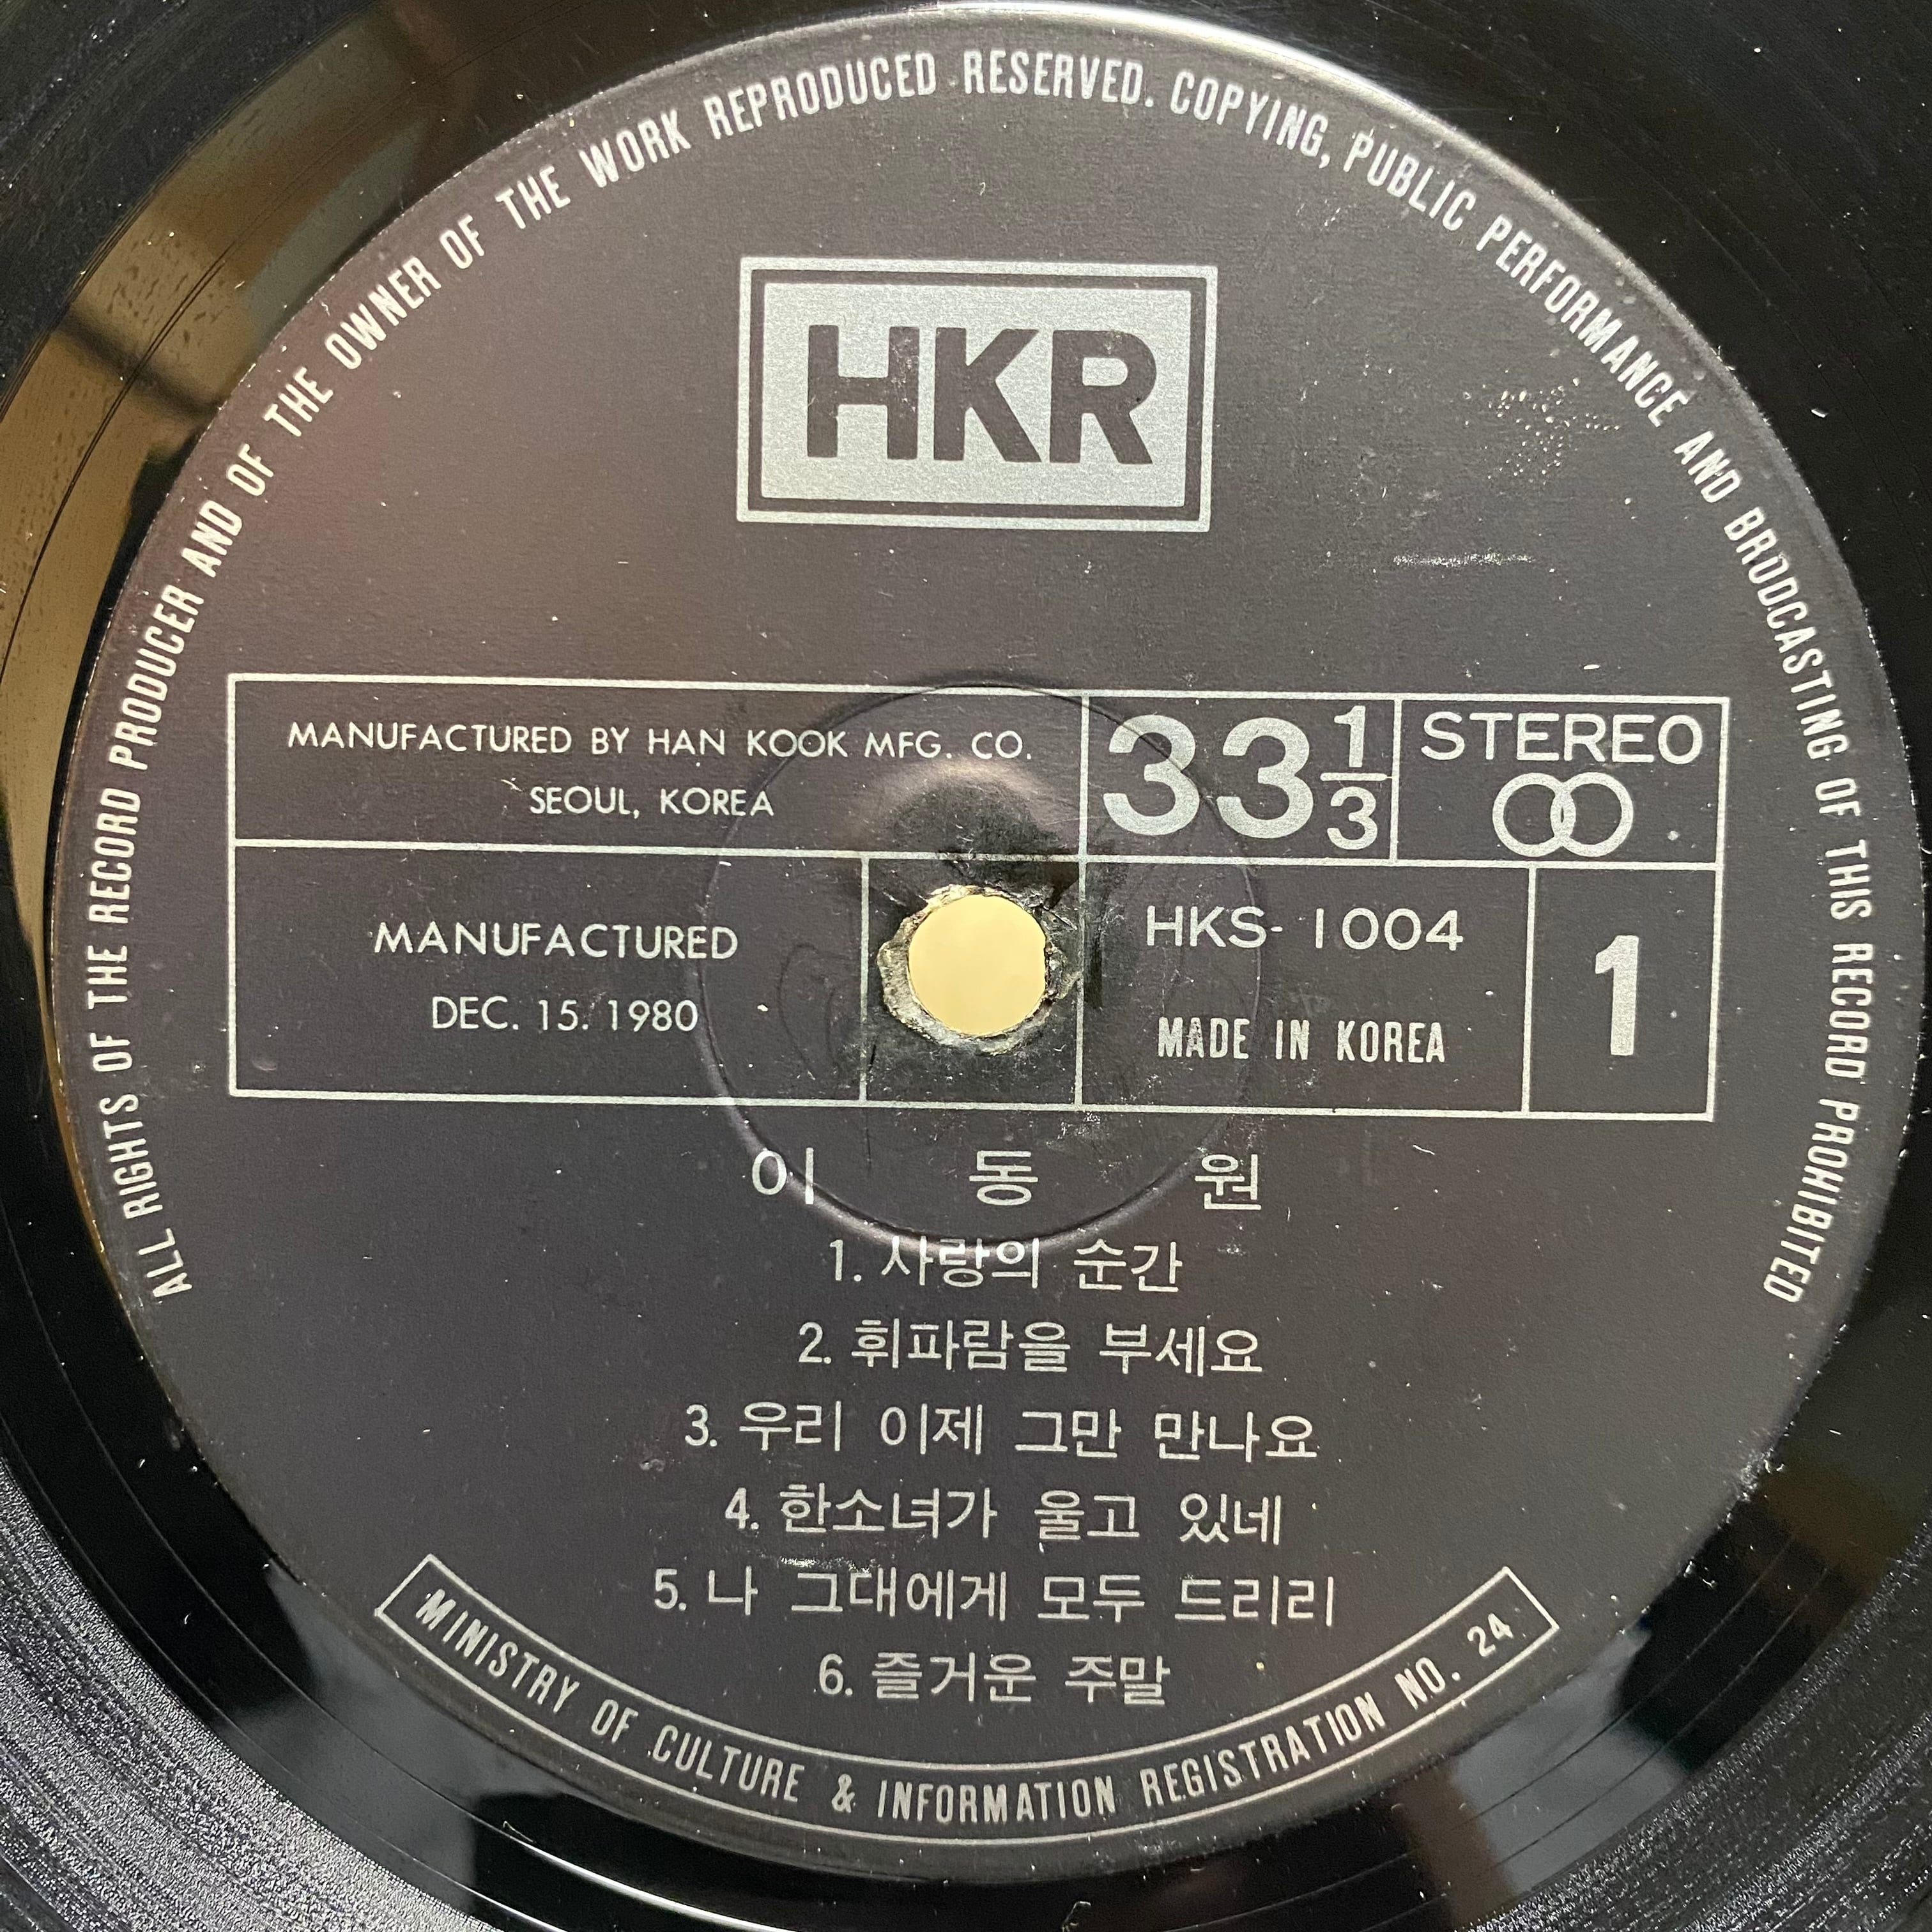 ALL RIGHTS OF THE RECORD PRODUCER AND OF THE OWNER OF THE WORK REPRODUCED RESERVED. COPYING, PUBLIC PERFORMANCE AND BRODCASTING OF THIS RECORD PROHIBITED
HKR
MANUFACTURED BY HAN KOOK MFG. CO.
SEOUL, KOREA
33 1/3
STEREO
MANUFACTURED
DEC. 15. 1980
HKS-1004
MADE IN KOREA
1
이 동 원
1. 사랑의 순간
2. 휘파람을 부세요
3. 우리 이제 그만 만나요
4. 한소녀가 울고 있네
5. 나 그대에게 모두 드리리
6. 즐거운 주말
MINISTRY OF CULTURE & INFORMATION REGISTRATION NO. 24